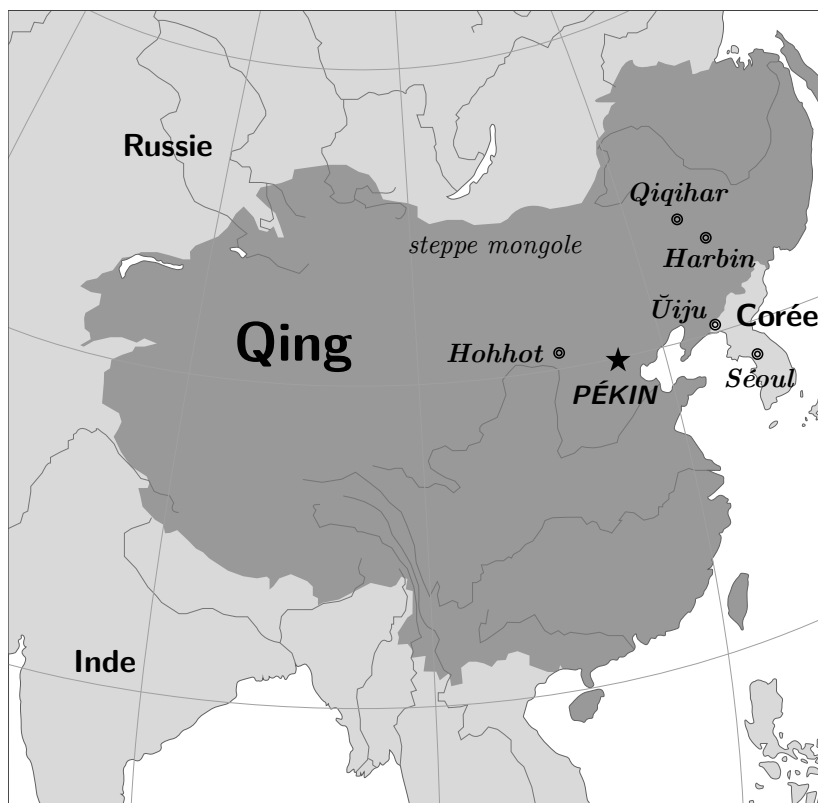 Russie
Qiqihar
steppe mongole
Harbin
Ŭiju
Corée
Qing
Hohhot
Séoul
PÉKIN
Inde